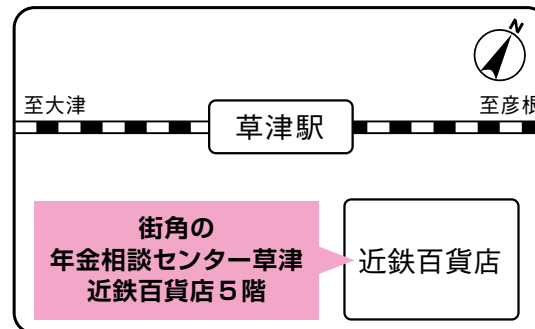 N
至大津
草津駅
至彦根
街角の
年金相談センター草津
近鉄百貨店５階
近鉄百貨店